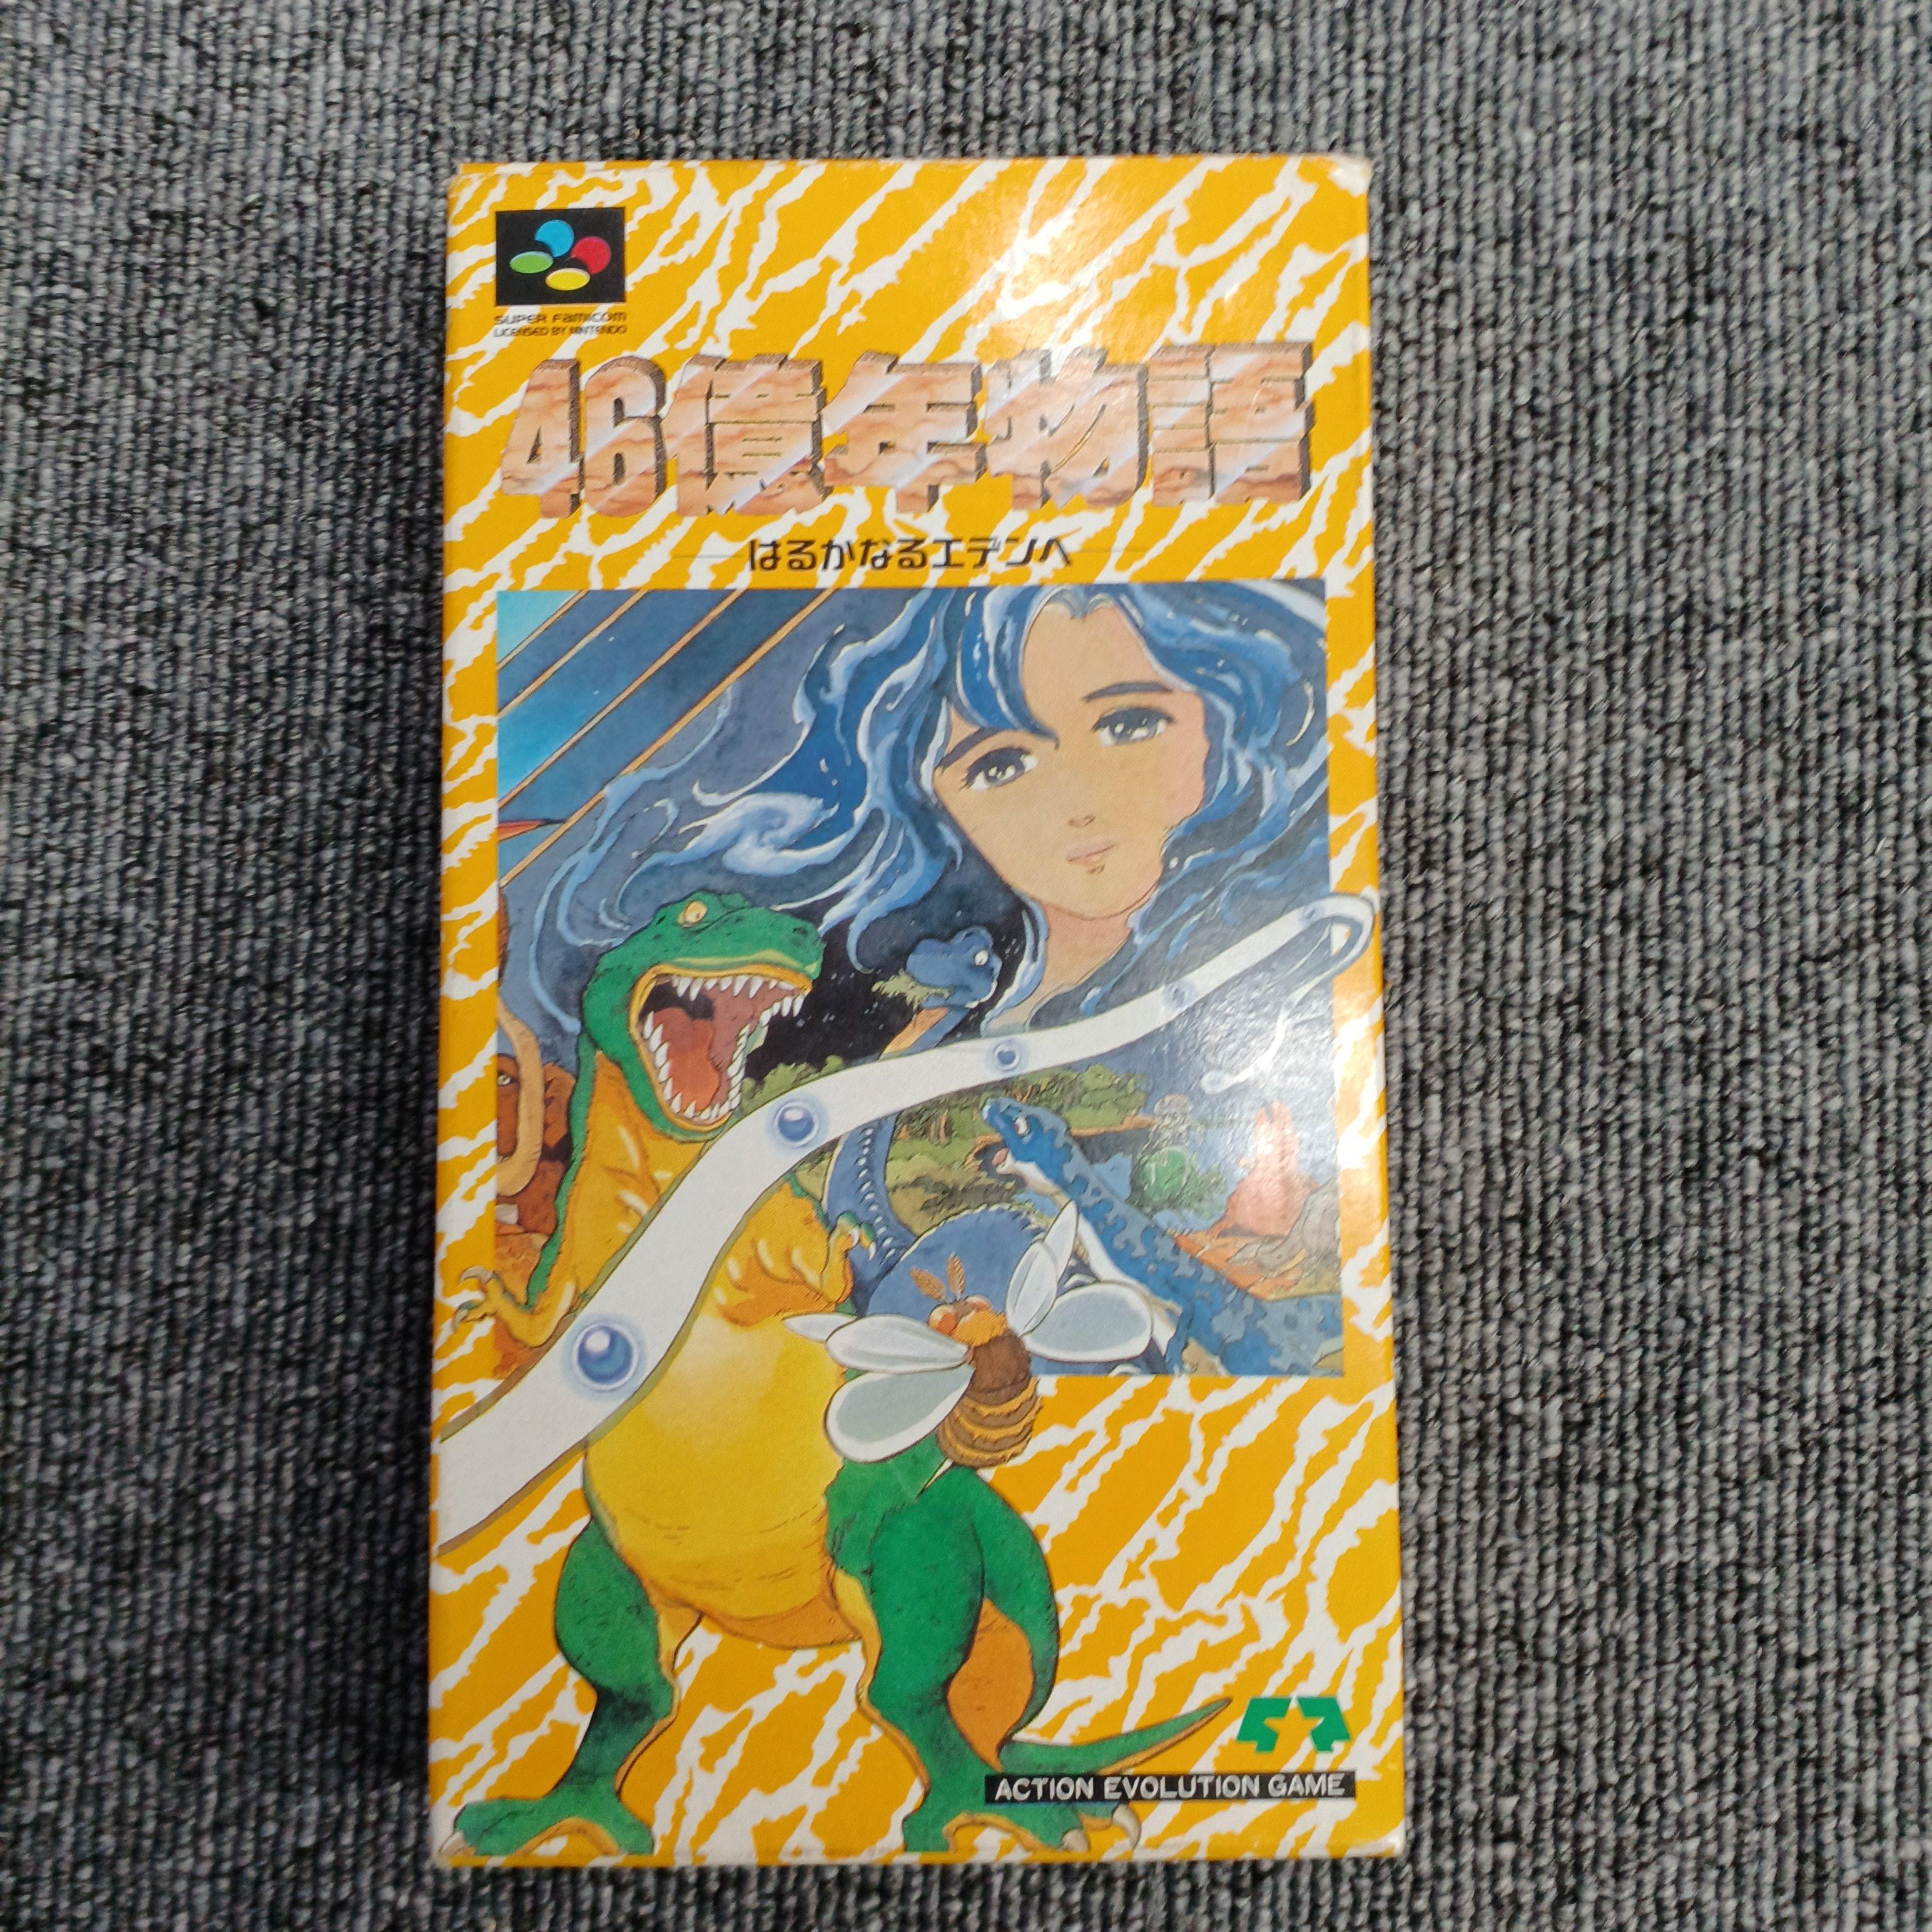 SUPER FAMICOM
LICENSED BY NINTENDO
46億年物語
はるかなるエデンへ
ACTION EVOLUTION GAME